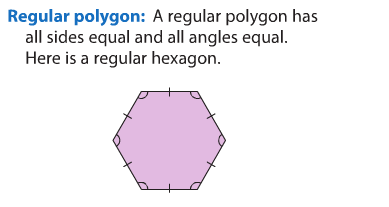 Regular polygon: A regular polygon has
all sides equal and all angles equal.
Here is a regular hexagon.